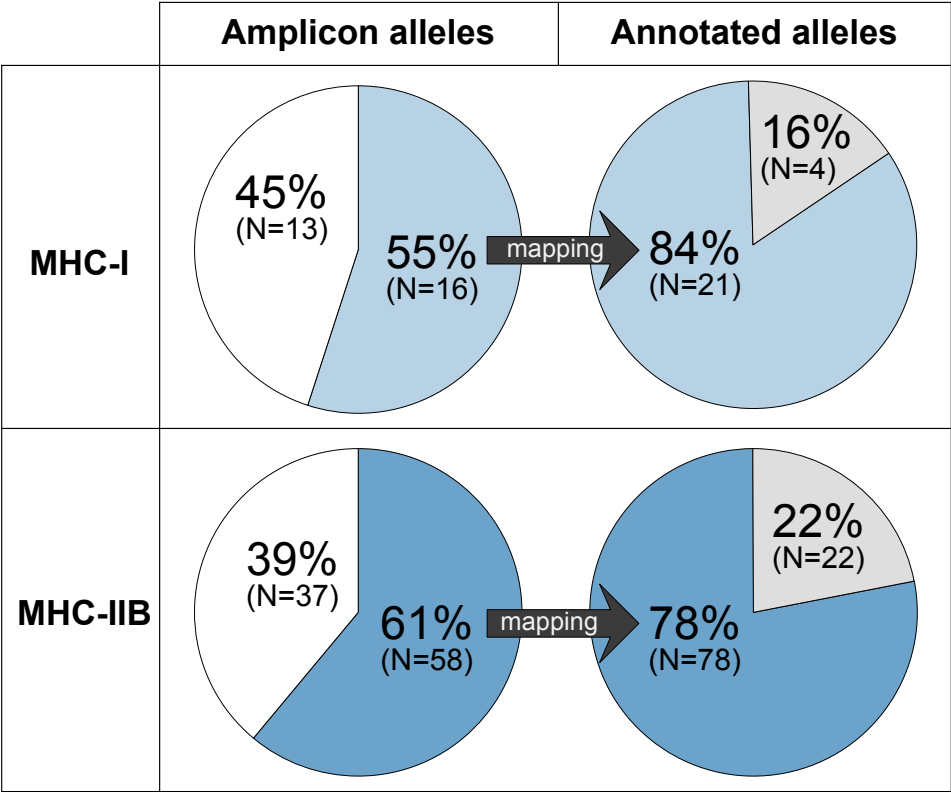 Amplicon alleles
Annotated alleles
MHC-I
45%
(N=13)
55%
(N=16)
mapping
84%
(N=21)
16%
(N=4)
MHC-IIB
39%
(N=37)
61%
(N=58)
mapping
78%
(N=78)
22%
(N=22)